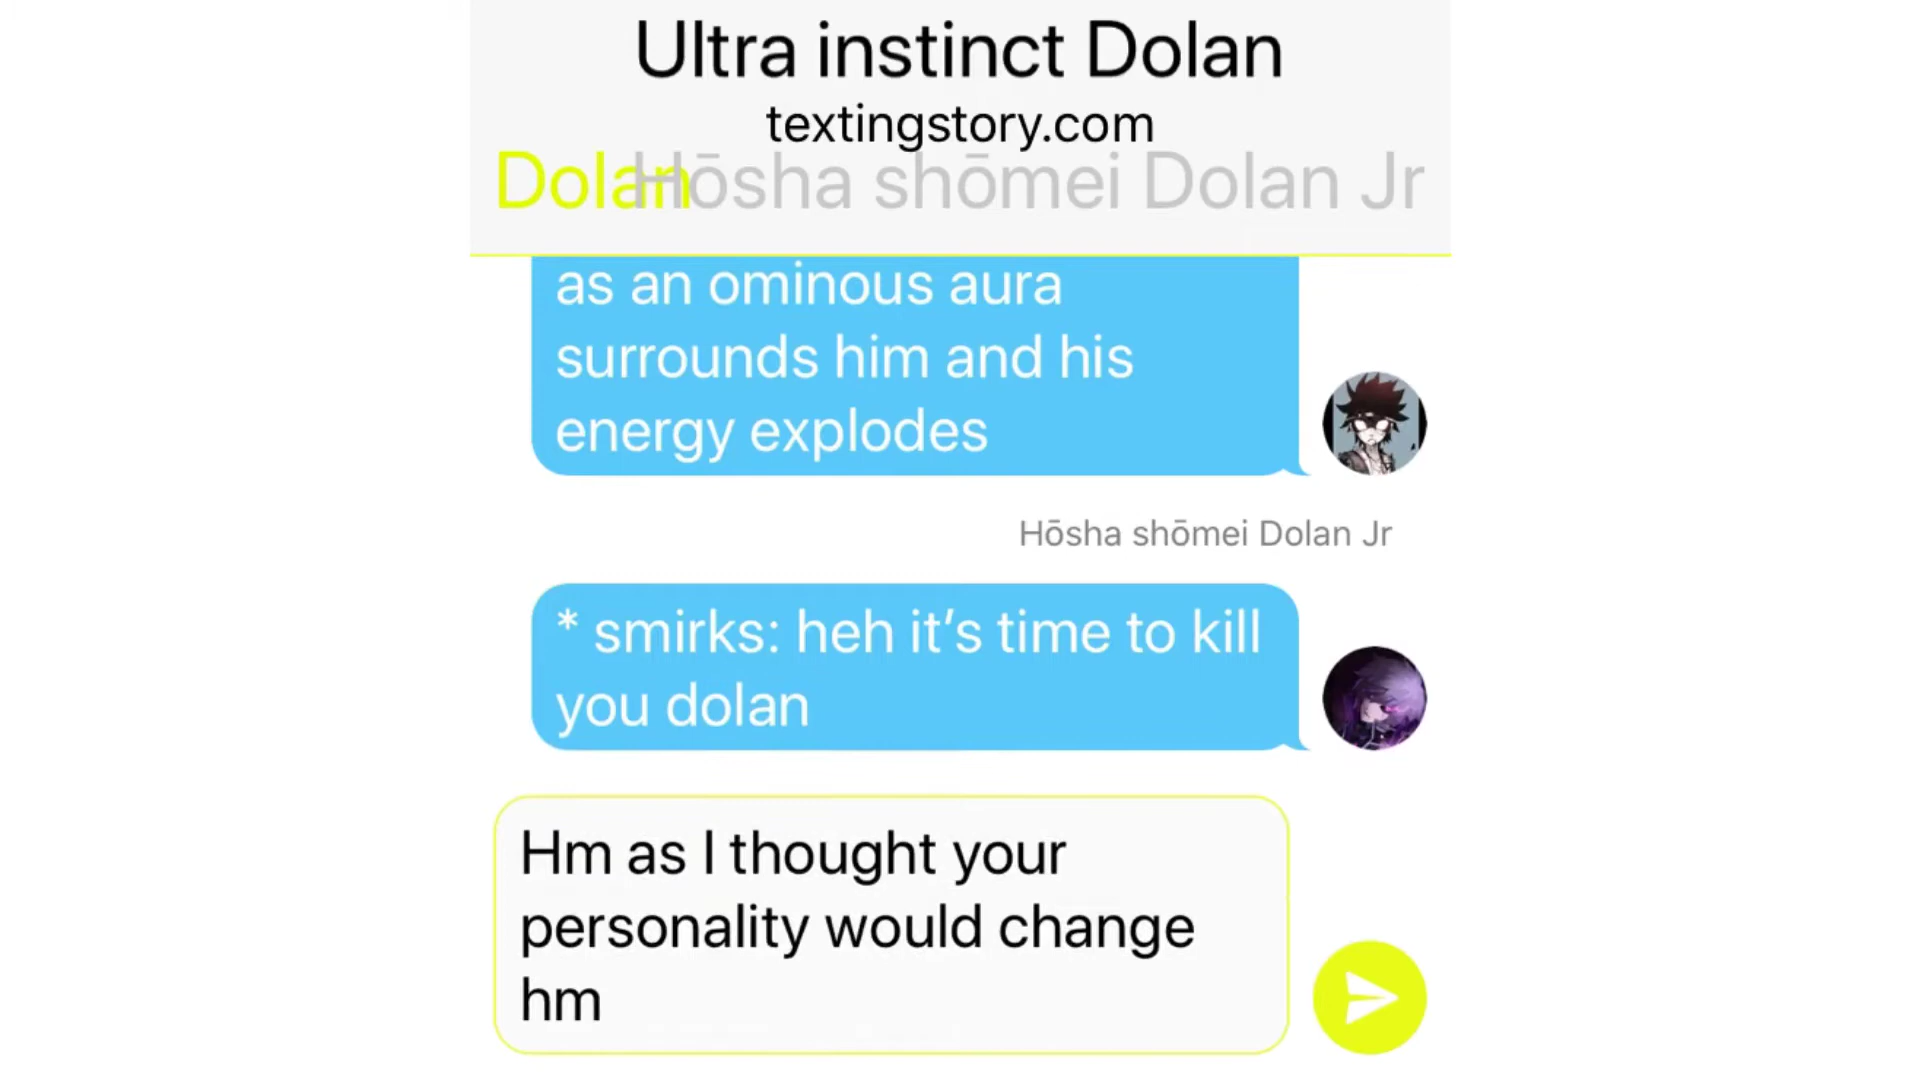 Ultra instinct Dolan
textingstory.com
Dolan
Hōsha shōmei Dolan Jr
as an ominous aura
surrounds him and his
energy explodes
Hōsha shōmei Dolan Jr
* smirks: heh it’s time to kill
you dolan
Hm as I thought your
personality would change
hm